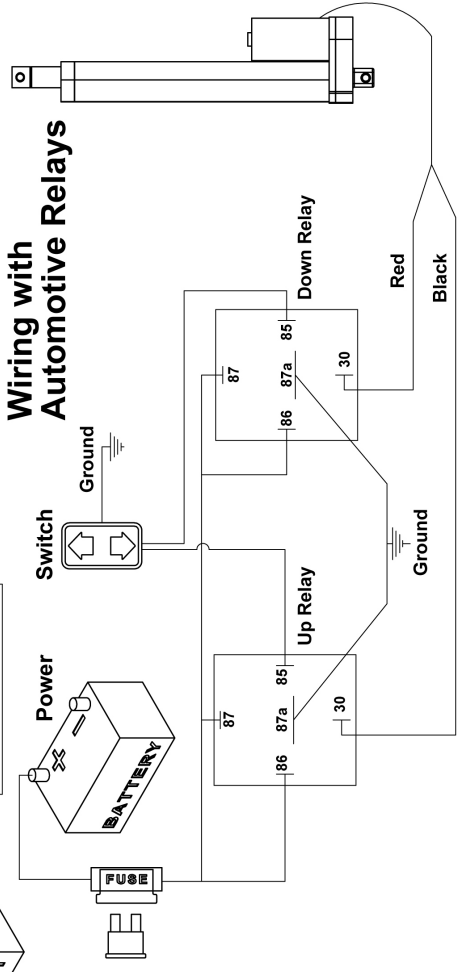 Wiring with
Automotive Relays
Power
+ −
BATTERY
FUSE
Switch
Ground
Up Relay
87
86
87a
85
30
Down Relay
87
86
87a
85
30
Ground
Red
Black